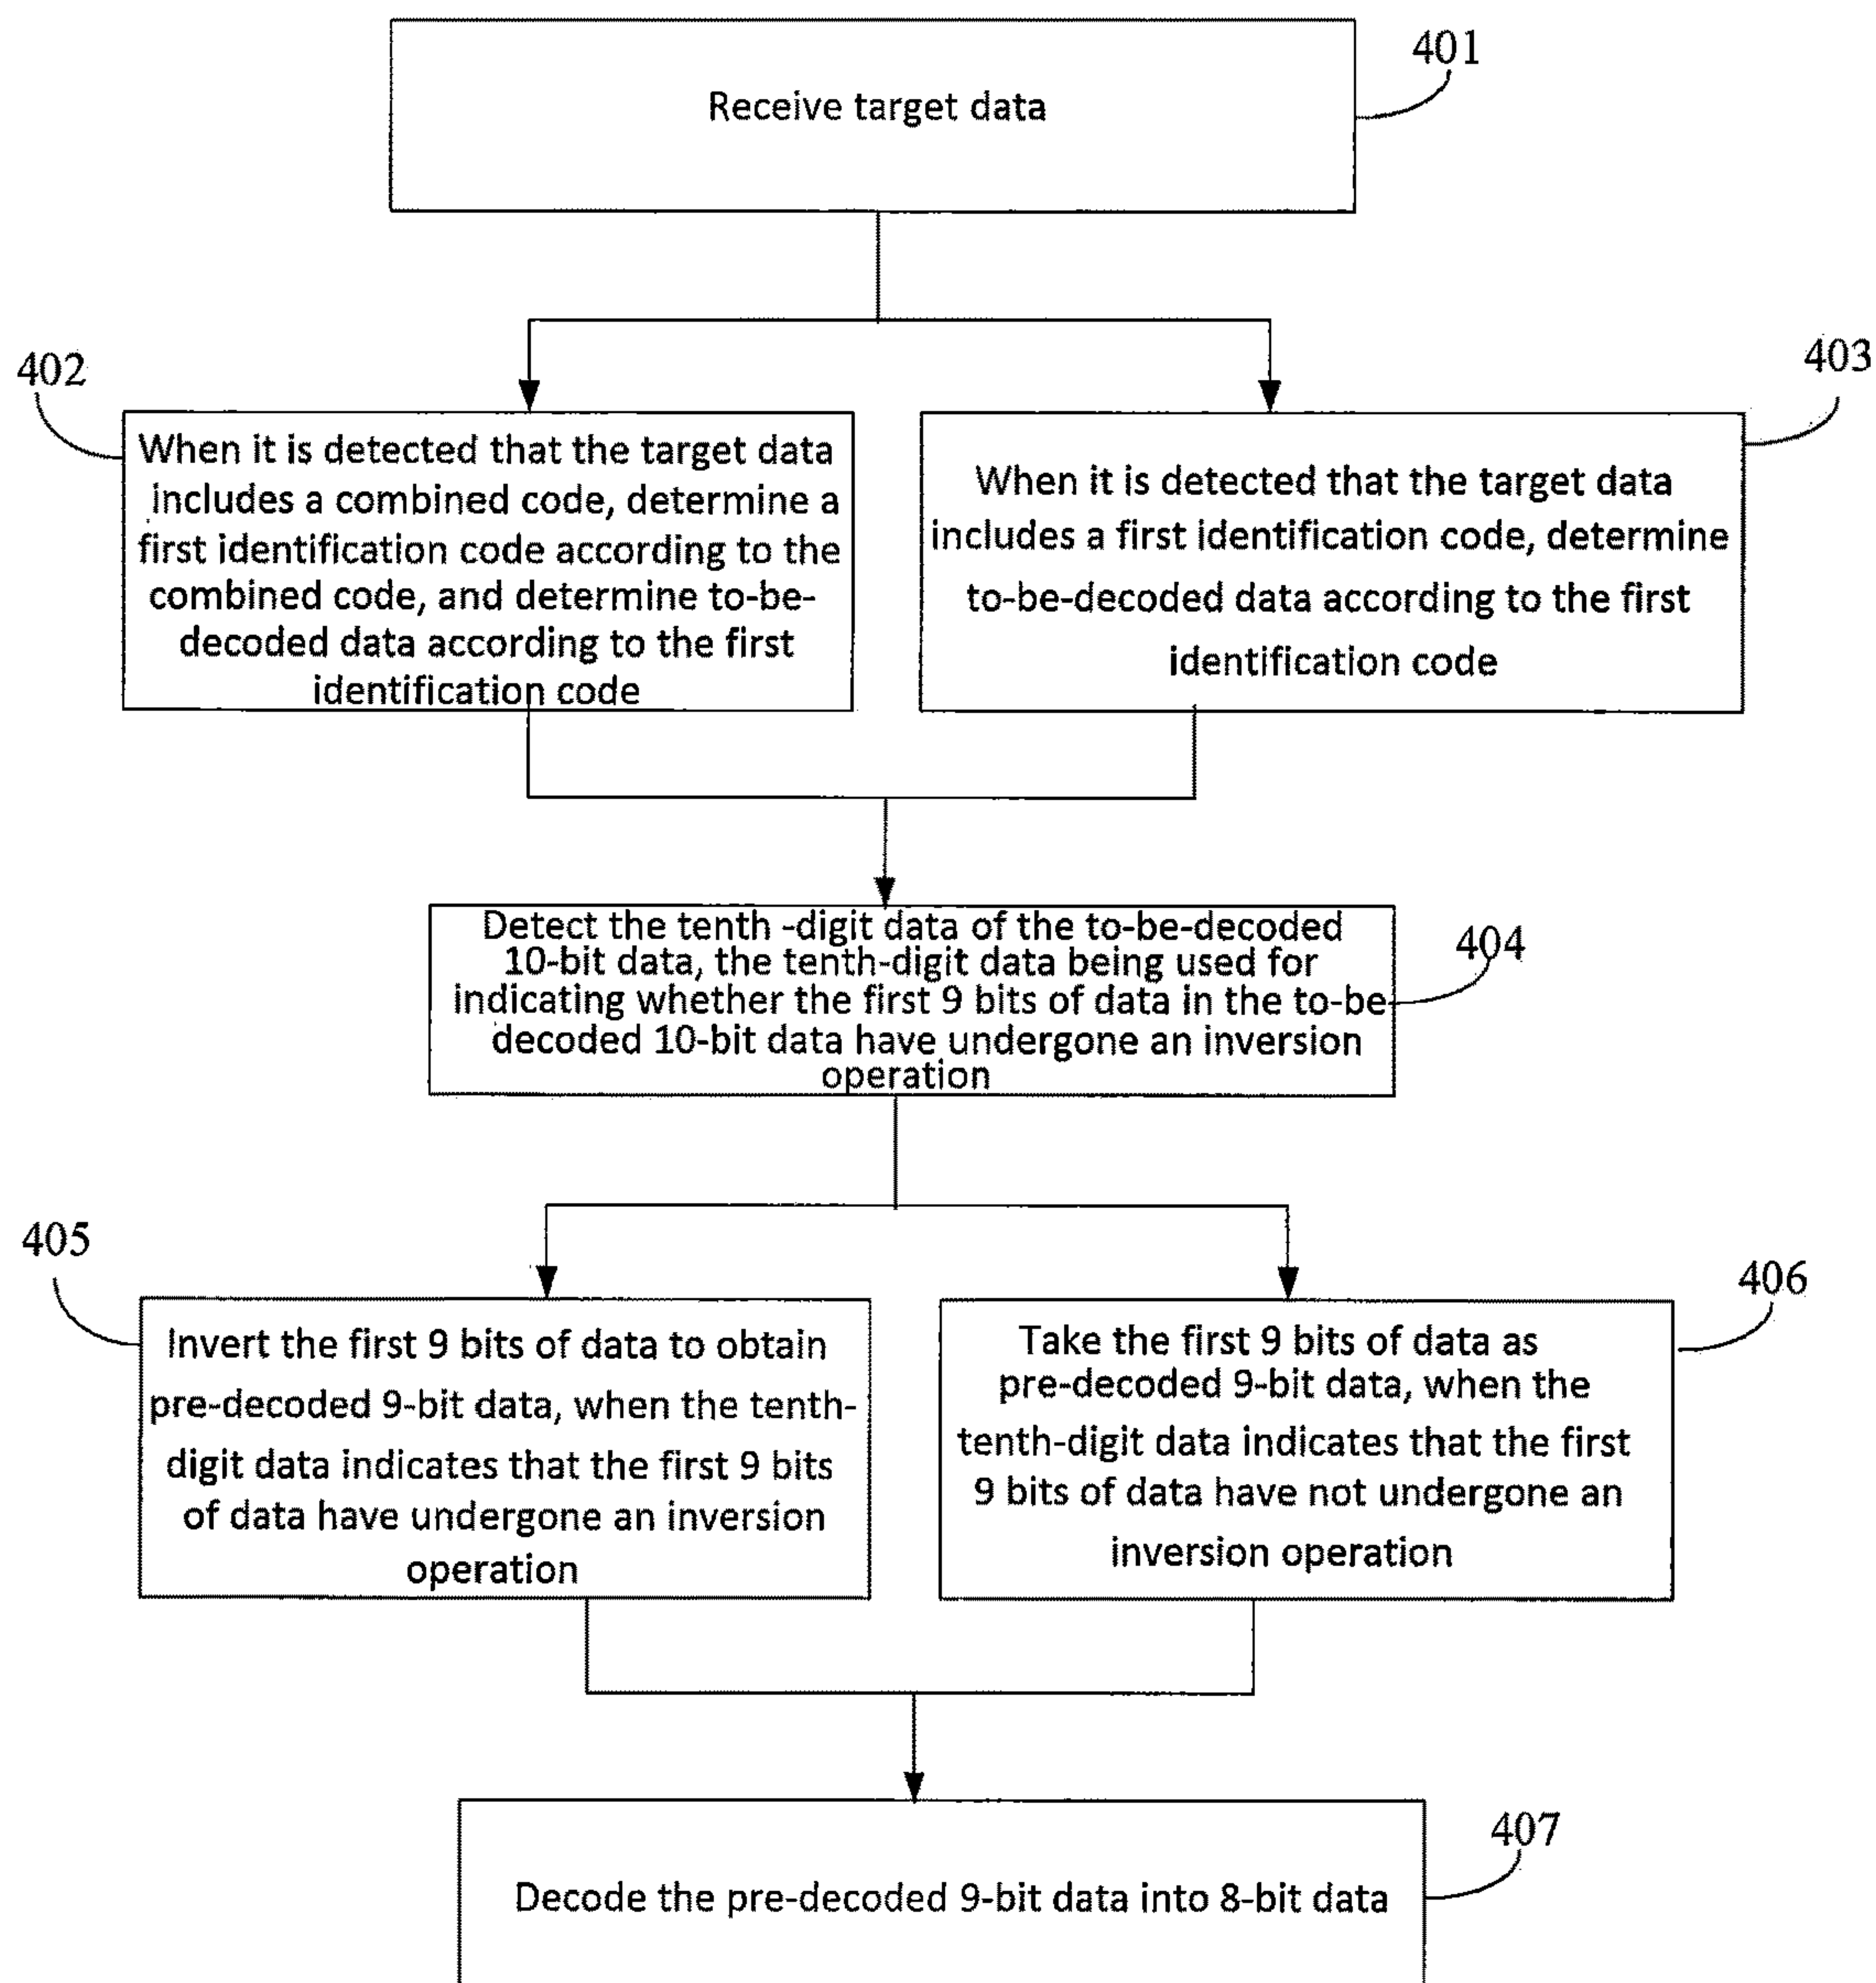 401
Receive target data
402
403
When it is detected that the target data
includes a combined code, determine a
first identification code according to the
combined code, and determine to-be-
decoded data according to the first
identification code
When it is detected that the target data
includes a first identification code, determine
to-be-decoded data according to the first
identification code
404
Detect the tenth -digit data of the to-be-decoded
10-bit data, the tenth-digit data being used for
indicating whether the first 9 bits of data in the to-be
decoded 10-bit data have undergone an inversion
operation
405
406
Invert the first 9 bits of data to obtain
pre-decoded 9-bit data, when the tenth-
digit data indicates that the first 9 bits
of data have undergone an inversion
operation
Take the first 9 bits of data as
pre-decoded 9-bit data, when the
tenth-digit data indicates that the first
9 bits of data have not undergone an
inversion operation
407
Decode the pre-decoded 9-bit data into 8-bit data